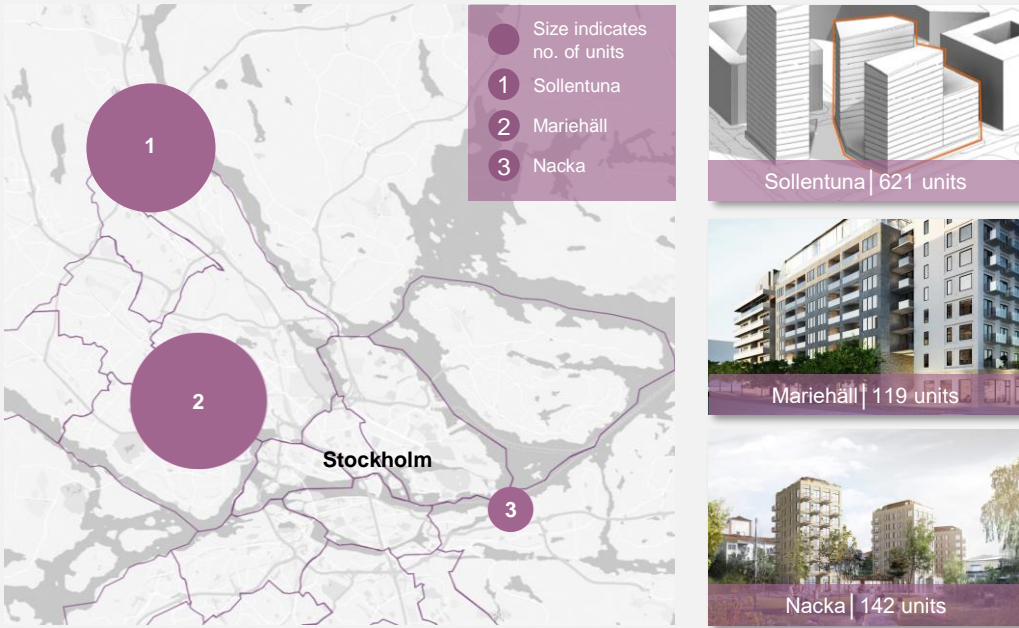 Size indicates
no. of units
1 Sollentuna
2 Mariehäll
3 Nacka
1
2
Stockholm
3
Sollentuna | 621 units
Mariehäll | 119 units
Nacka | 142 units